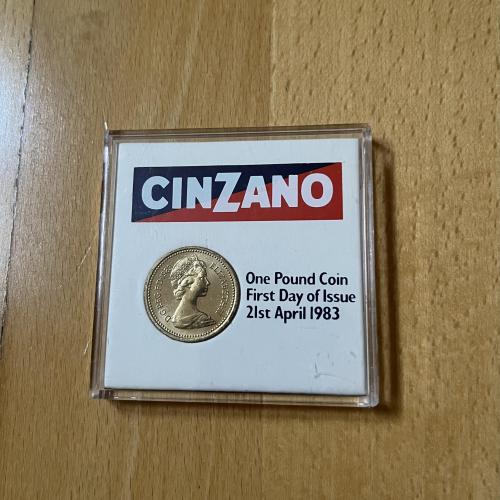 CINZANO
One Pound Coin
First Day of Issue
21st April 1983